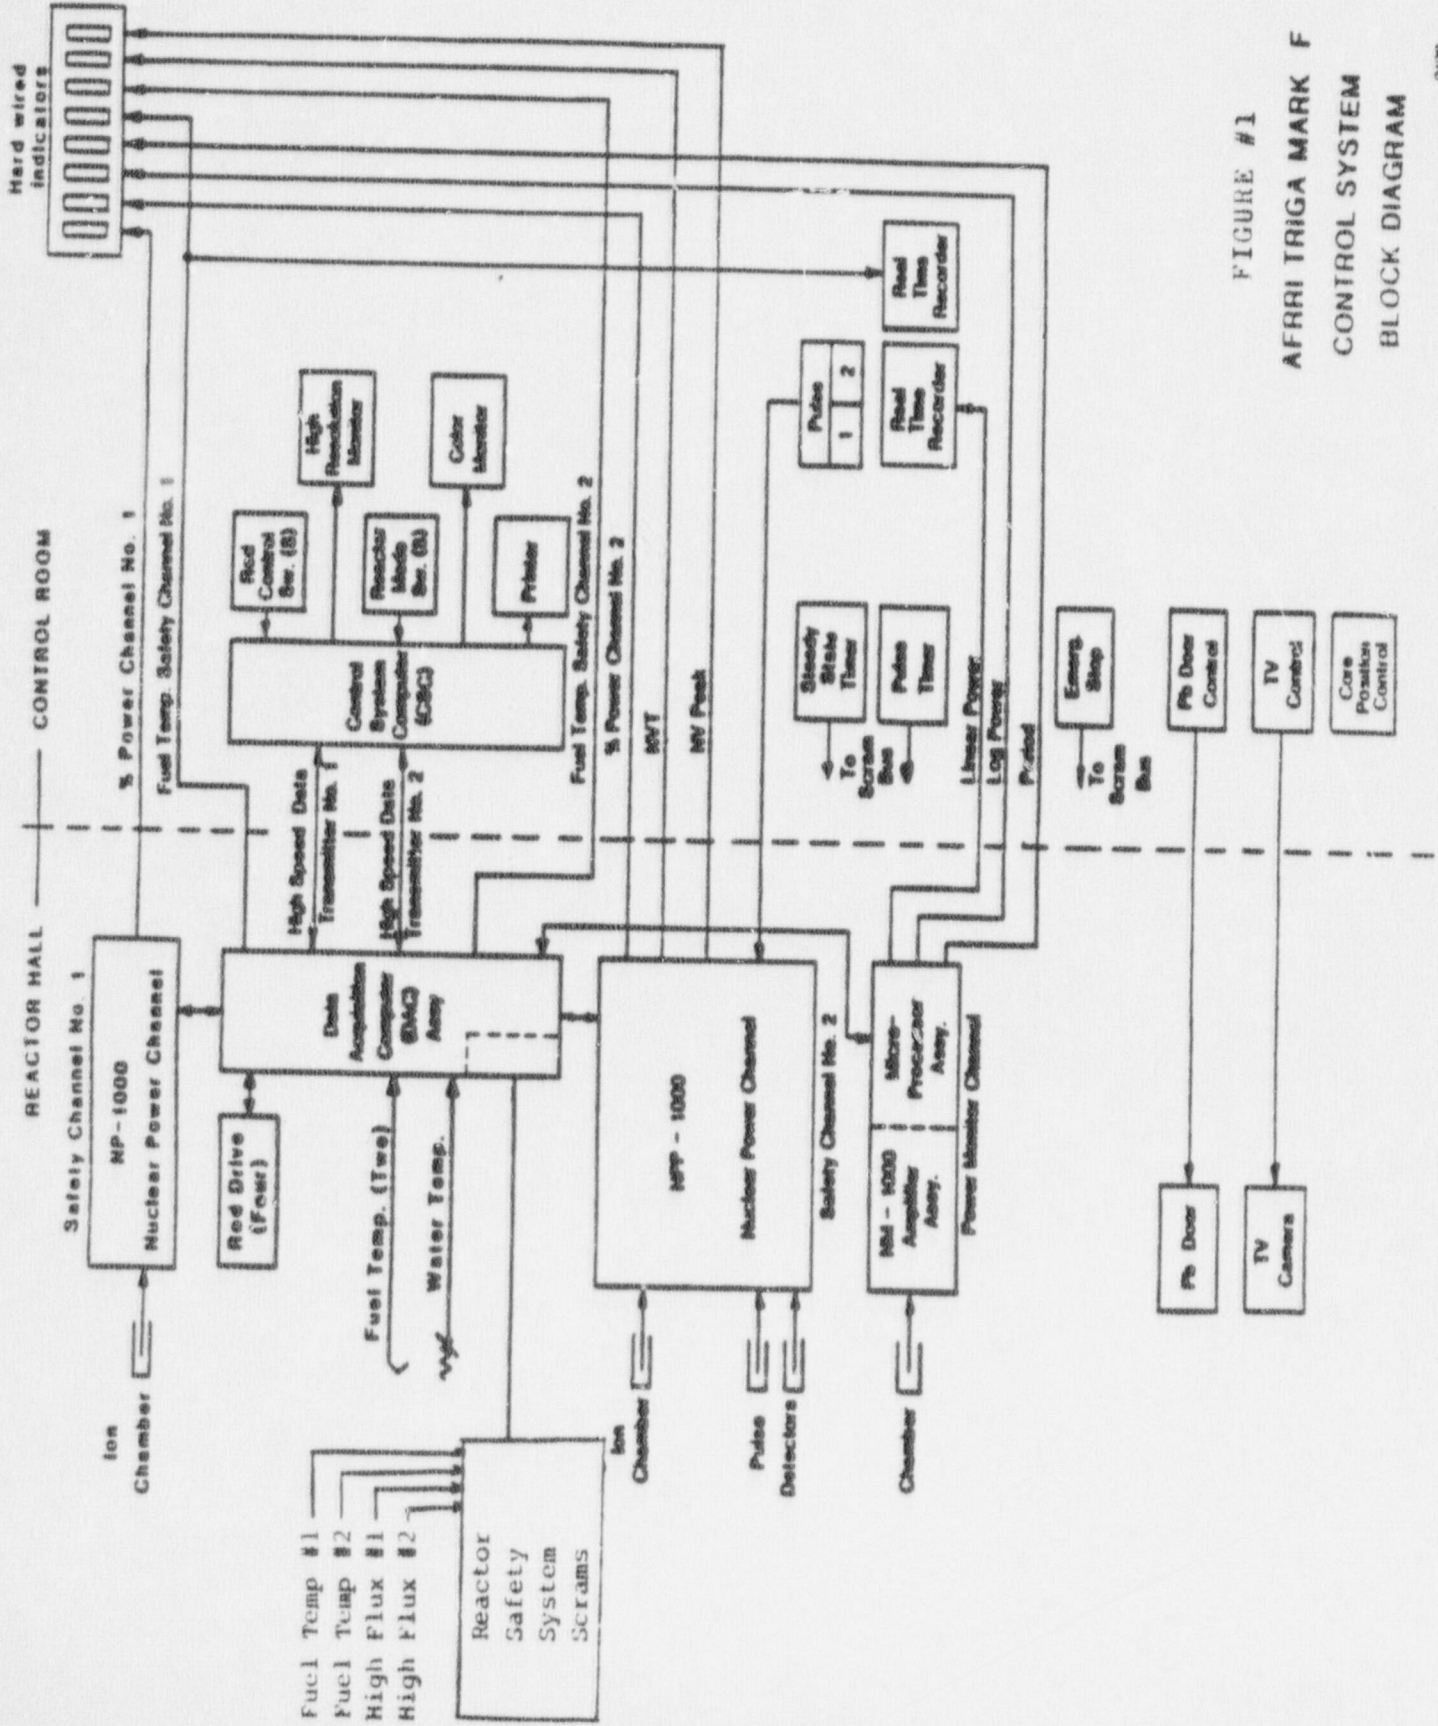 REACTOR HALL
CONTROL ROOM
Hard wired
indicators
Safety Channel No. 1
NP-1000
Nuclear Power Channel
Ion
Chamber
% Power Channel No. 1
Fuel Temp. Safety Channel No. 1
Rod Drive
(Four)
Data
Acquisition
Computer
(DAC)
Assy
High Speed Data
Transmitter No. 1
High Speed Data
Transmitter No. 2
Control
System
Computer
(CSC)
Rod
Control
Sw. (8)
High
Resolution
Monitor
Reactor
Mode
Sw. (8)
Color
Monitor
Printer
Fuel Temp. (Two)
Water Temp.
Fuel Temp #1
Fuel Temp #2
High Flux #1
High Flux #2
Reactor
Safety
System
Scrams
Fuel Temp. Safety Channel No. 2
% Power Channel No. 2
NVT
NV Peak
Ion
Chamber
Pulse
Detectors
NPP - 1000
Nuclear Power Channel
Safety Channel No. 2
Steady
State
Timer
Pulse
Timer
To
Scram
Bus
Pulse
1 2
Real
Time
Recorder
Real
Time
Recorder
Chamber
NM - 1000
Amplifier
Assy.
Micro-
Processor
Assy.
Power Monitor Channel
Linear Power
Log Power
Period
Emerg.
Stop
To
Scram
Bus
Pb Door
Pb Door
Control
TV
Camera
TV
Control
Core
Position
Control
FIGURE #1
AFRRI TRIGA MARK F
CONTROL SYSTEM
BLOCK DIAGRAM